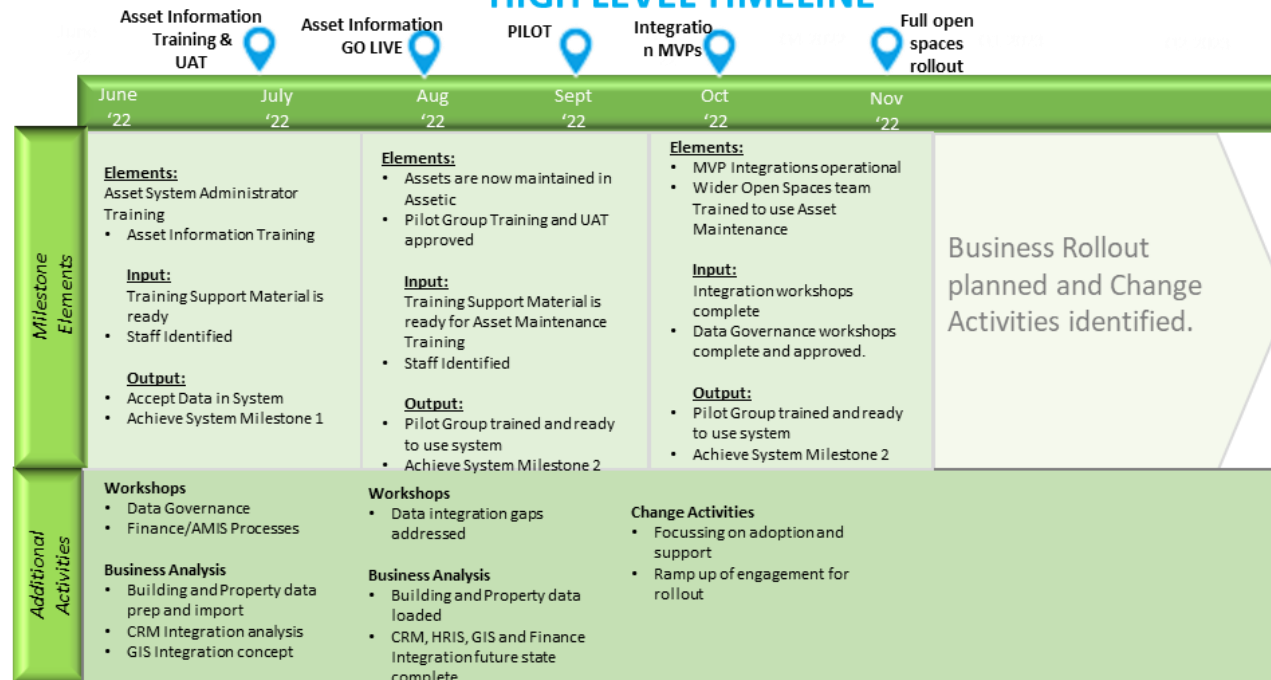 HIGH LEVEL TIMELINE
Asset Information
Training &
UAT
Asset Information
GO LIVE
PILOT
Integratio
n MVPs
Full open
spaces
rollout
June
‘22
July
‘22
Aug
‘22
Sept
‘22
Oct
‘22
Nov
‘22
Milestone
Elements
Elements:
Asset System Administrator
Training
• Asset Information Training
Input:
Training Support Material is
ready
• Staff Identified
Output:
• Accept Data in System
• Achieve System Milestone 1
Elements:
• Assets are now maintained in
Assetic
• Pilot Group Training and UAT
approved
Input:
Training Support Material is
ready for Asset Maintenance
Training
• Staff Identified
Output:
• Pilot Group trained and ready
to use system
• Achieve System Milestone 2
Elements:
• MVP Integrations operational
• Wider Open Spaces team
Trained to use Asset
Maintenance
Input:
Integration workshops
complete
• Data Governance workshops
complete and approved.
Output:
• Pilot Group trained and ready
to use system
• Achieve System Milestone 2
Business Rollout
planned and Change
Activities identified.
Additional
Activities
Workshops
• Data Governance
• Finance/AMIS Processes
Business Analysis
• Building and Property data
prep and import
• CRM Integration analysis
• GIS Integration concept
Workshops
• Data integration gaps
addressed
Business Analysis
• Building and Property data
loaded
• CRM, HRIS, GIS and Finance
Integration future state
complete
Change Activities
• Focussing on adoption and
support
• Ramp up of engagement for
rollout